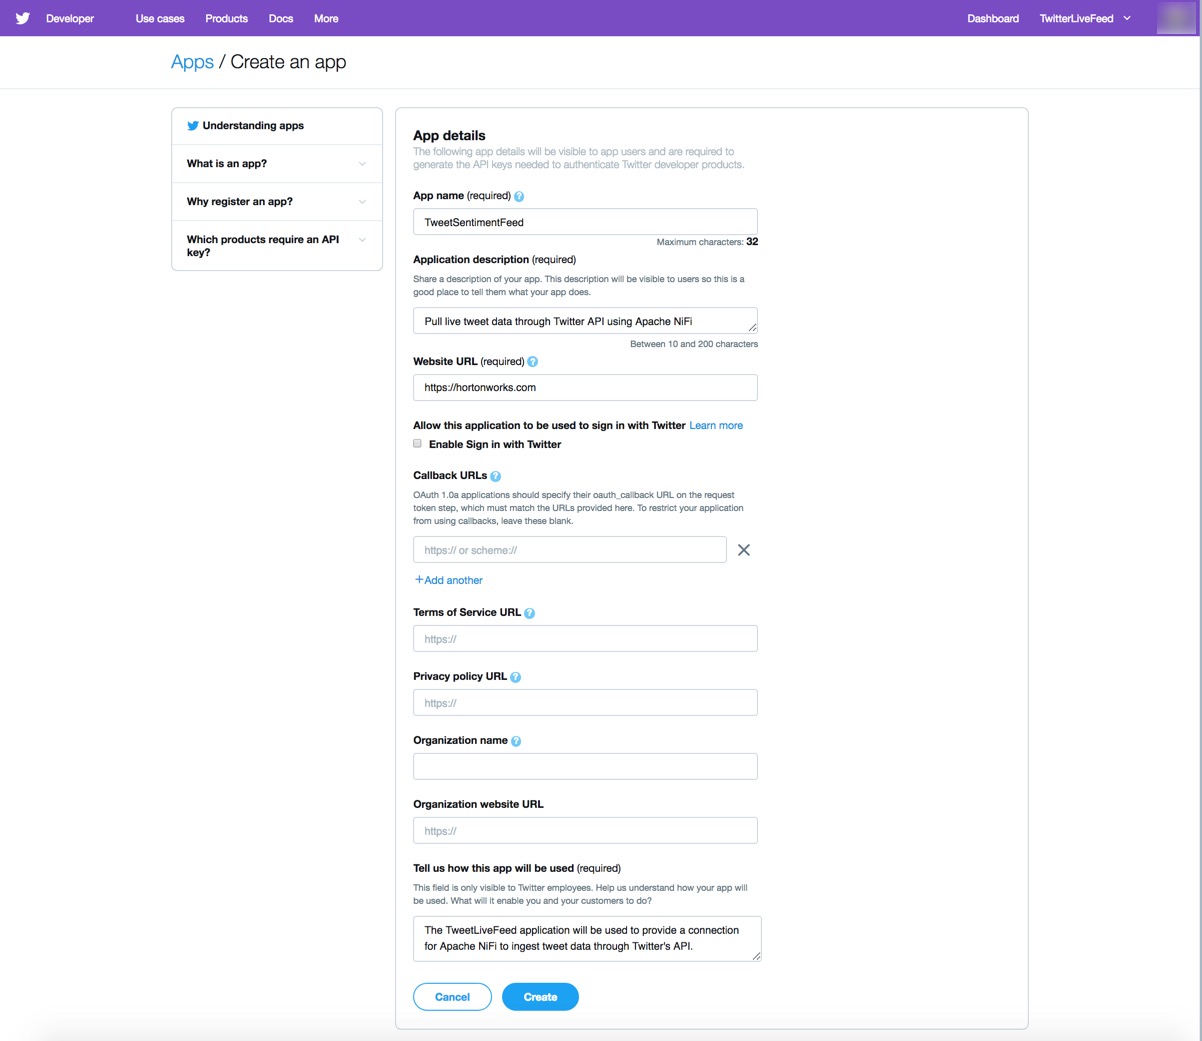 Developer
Use cases
Products
Docs
More
Dashboard
TwitterLiveFeed
Apps / Create an app
Understanding apps
What is an app?
Why register an app?
Which products require an API
key?
App details
The following app details will be visible to app users and are required to
generate the API keys needed to authenticate Twitter developer products.
App name (required) ?
TweetSentimentFeed
Maximum characters: 32
Application description (required)
Share a description of your app. This description will be visible to users so this is a
good place to tell them what your app does.
Pull live tweet data through Twitter API using Apache NiFi
Between 10 and 200 characters
Website URL (required) ?
https://hortonworks.com
Allow this application to be used to sign in with Twitter Learn more
Enable Sign in with Twitter
Callback URLs ?
OAuth 1.0a applications should specify their oauth_callback URL on the request
token step, which must match the URLs provided here. To restrict your application
from using callbacks, leave these blank.
https:// or scheme://
+Add another
Terms of Service URL ?
https://
Privacy policy URL ?
https://
Organization name ?
Organization website URL
https://
Tell us how this app will be used (required)
This field is only visible to Twitter employees. Help us understand how your app will
be used. What will it enable you and your customers to do?
The TweetLiveFeed application will be used to provide a connection
for Apache NiFi to ingest tweet data through Twitter's API.
Cancel
Create